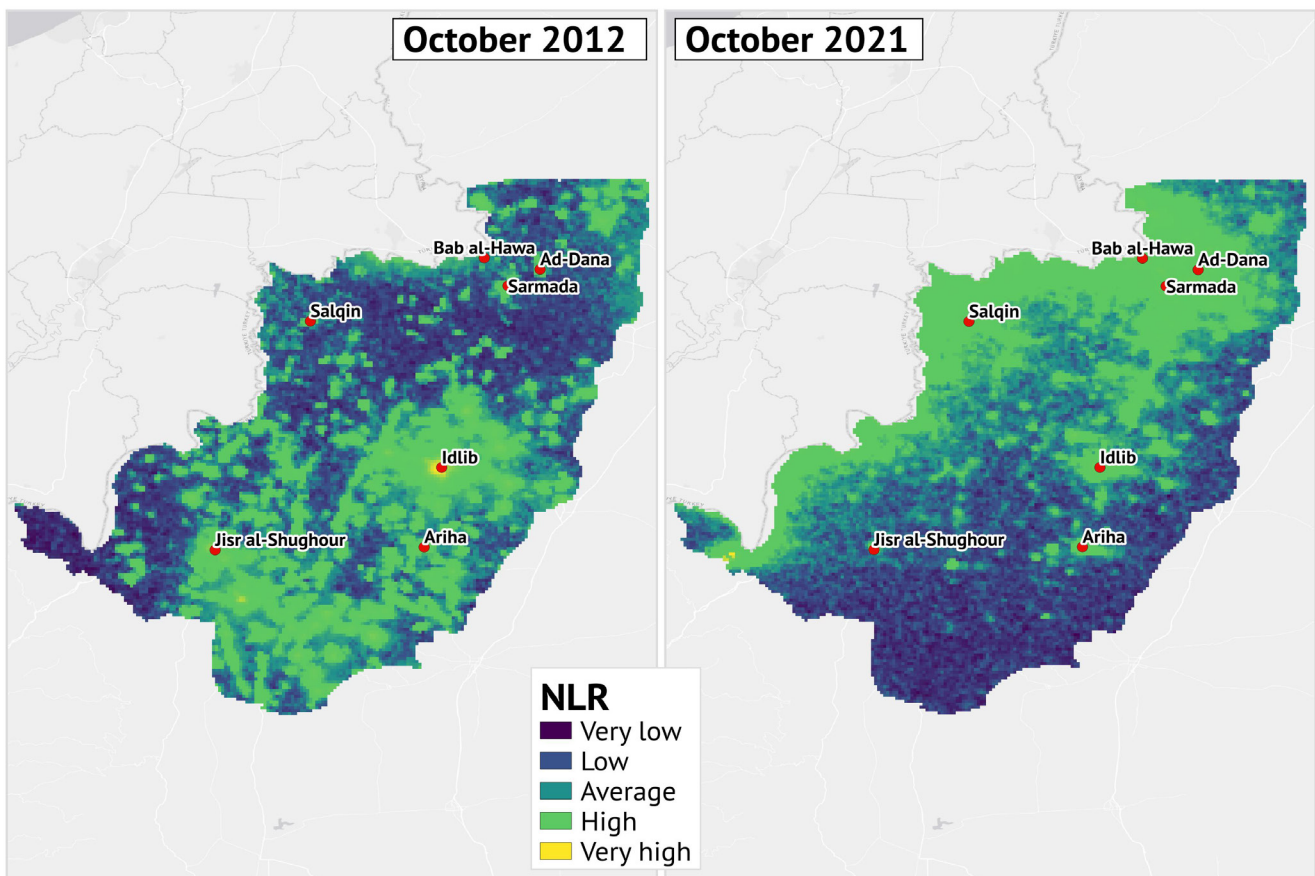 October 2012
October 2021
Bab al-Hawa
Ad-Dana
Sarmada
Salqin
Idlib
Jisr al-Shughour
Ariha
Bab al-Hawa
Ad-Dana
Sarmada
Salqin
Idlib
Jisr al-Shughour
Ariha
NLR
Very low
Low
Average
High
Very high